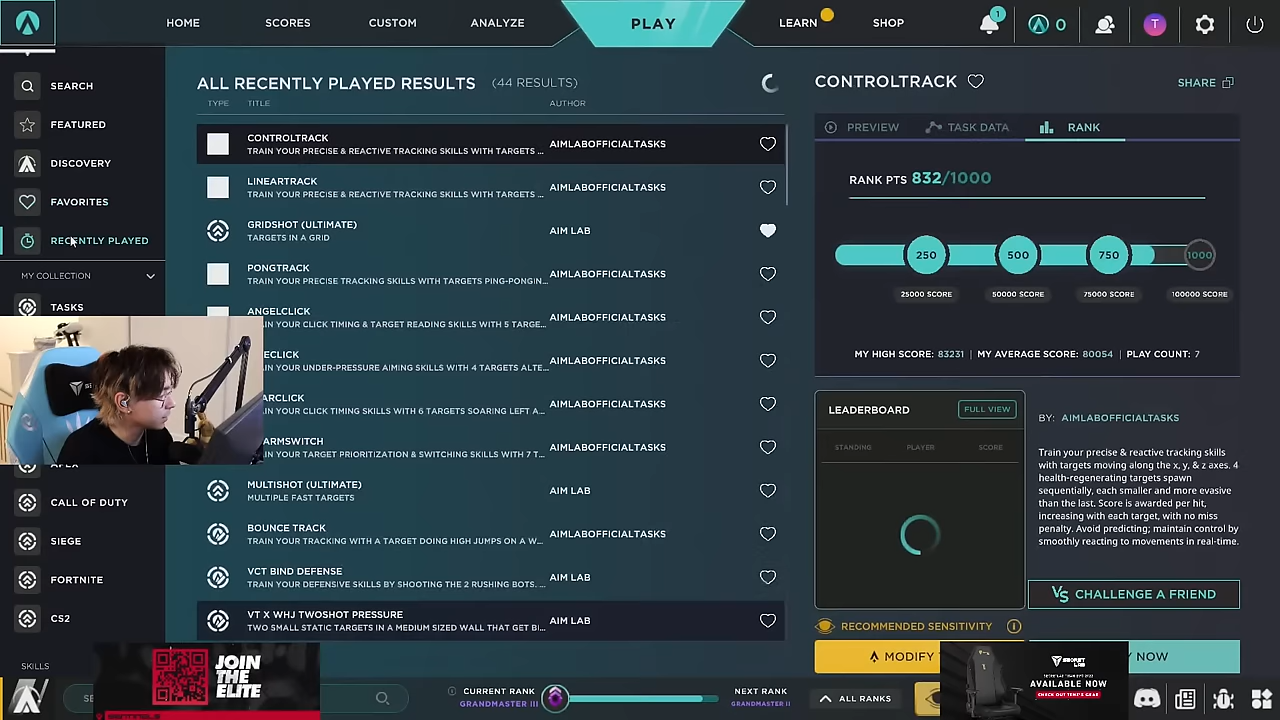 HOME
SCORES
CUSTOM
ANALYZE
PLAY
LEARN
SHOP
1
0
T
SEARCH
FEATURED
DISCOVERY
FAVORITES
RECENTLY PLAYED
MY COLLECTION
TASKS
CALL OF DUTY
SIEGE
FORTNITE
CS2
SKILLS
ALL RECENTLY PLAYED RESULTS (44 RESULTS)
TYPE TITLE AUTHOR
CONTROLTRACK
TRAIN YOUR PRECISE & REACTIVE TRACKING SKILLS WITH TARGETS ...
AIMLABOFFICIALTASKS
LINEARTRACK
TRAIN YOUR PRECISE & REACTIVE TRACKING SKILLS WITH TARGETS ...
AIMLABOFFICIALTASKS
GRIDSHOT (ULTIMATE)
TARGETS IN A GRID
AIM LAB
PONGTRACK
TRAIN YOUR PRECISE TRACKING SKILLS WITH TARGETS PING-PONGIN...
AIMLABOFFICIALTASKS
ANGELCLICK
AIN YOUR CLICK TIMING & TARGET READING SKILLS WITH 5 TARGE...
AIMLABOFFICIALTASKS
ECLICK
AIN YOUR UNDER-PRESSURE AIMING SKILLS WITH 4 TARGETS ALTE...
AIMLABOFFICIALTASKS
ARCLICK
AIN YOUR CLICK TIMING SKILLS WITH 6 TARGETS SOARING LEFT A...
AIMLABOFFICIALTASKS
ARMSWITCH
AIN YOUR TARGET PRIORITIZATION & SWITCHING SKILLS WITH 7 T...
AIMLABOFFICIALTASKS
MULTISHOT (ULTIMATE)
MULTIPLE FAST TARGETS
AIM LAB
BOUNCE TRACK
TRAIN YOUR TRACKING WITH A TARGET DOING HIGH JUMPS ON A W...
AIMLABOFFICIALTASKS
VCT BIND DEFENSE
TRAIN YOUR DEFENSIVE SKILLS BY SHOOTING THE 2 RUSHING BOTS. ...
AIM LAB
VT X WHJ TWOSHOT PRESSURE
TWO SMALL STATIC TARGETS IN A MEDIUM SIZED WALL THAT GET BI...
AIM LAB
CONTROLTRACK
SHARE
PREVIEW
TASK DATA
RANK
RANK PTS 832/1000
250 500 750 1000
25000 SCORE 50000 SCORE 75000 SCORE 100000 SCORE
MY HIGH SCORE: 83231 | MY AVERAGE SCORE: 80054 | PLAY COUNT: 7
LEADERBOARD
FULL VIEW
STANDING PLAYER SCORE
BY: AIMLABOFFICIALTASKS
Train your precise & reactive tracking skills
with targets moving along the x, y, & z axes. 4
health-regenerating targets spawn
sequentially, each smaller and more evasive
than the last. Score is awarded per hit,
increasing with each target, with no miss
penalty. Avoid predicting; maintain control by
smoothly reacting to movements in real-time.
VS CHALLENGE A FRIEND
RECOMMENDED SENSITIVITY
MODIFY
Y NOW
JOIN
THE
ELITE
CURRENT RANK
GRANDMASTER III
NEXT RANK
GRANDMASTER II
ALL RANKS
SECRETLAB
AVAILABLE NOW
CHECK OUT TENZ'S GEAR